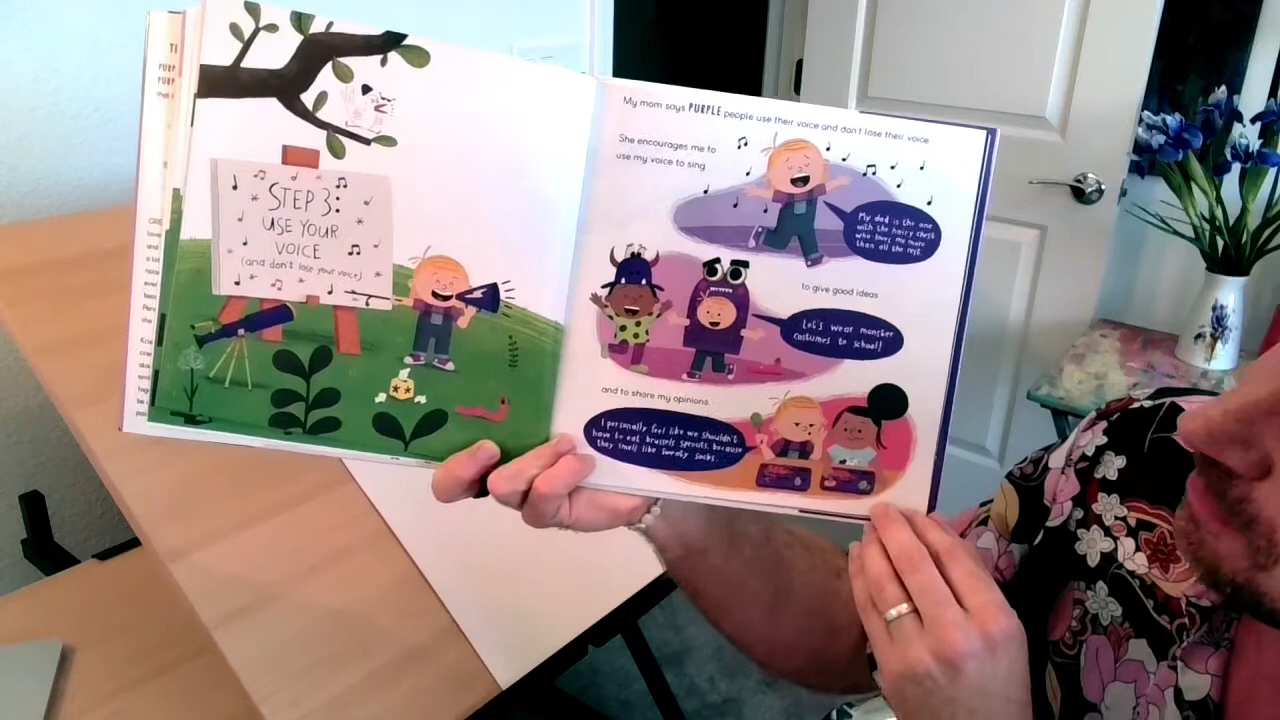 STEP 3:
USE YOUR
VOICE
(and don't lose your voice)
My mom says PURPLE people use their voice and don't lose their voice
She encourages me to
use my voice to sing
My dad is the one
with the hairy chest
who loves me more
than all the rest.
to give good ideas
Let's wear monster
costumes to school!
and to share my opinions.
I personally feel like we shouldn't
have to eat brussels sprouts, because
they smell like sweaty socks.